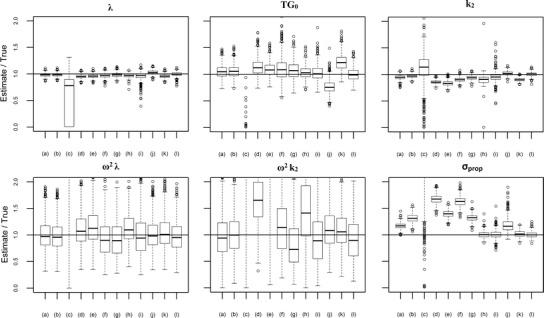 λ
TG₀
k₂
Estimate / True
2.0
1.5
1.0
0.5
0.0
(a) (b) (c) (d) (e) (f) (g) (h) (i) (j) (k) (l)
(a) (b) (c) (d) (e) (f) (g) (h) (i) (j) (k) (l)
(a) (b) (c) (d) (e) (f) (g) (h) (i) (j) (k) (l)
ω² λ
ω² k₂
σprop
Estimate / True
2.0
1.5
1.0
0.5
0.0
(a) (b) (c) (d) (e) (f) (g) (h) (i) (j) (k) (l)
(a) (b) (c) (d) (e) (f) (g) (h) (i) (j) (k) (l)
(a) (b) (c) (d) (e) (f) (g) (h) (i) (j) (k) (l)